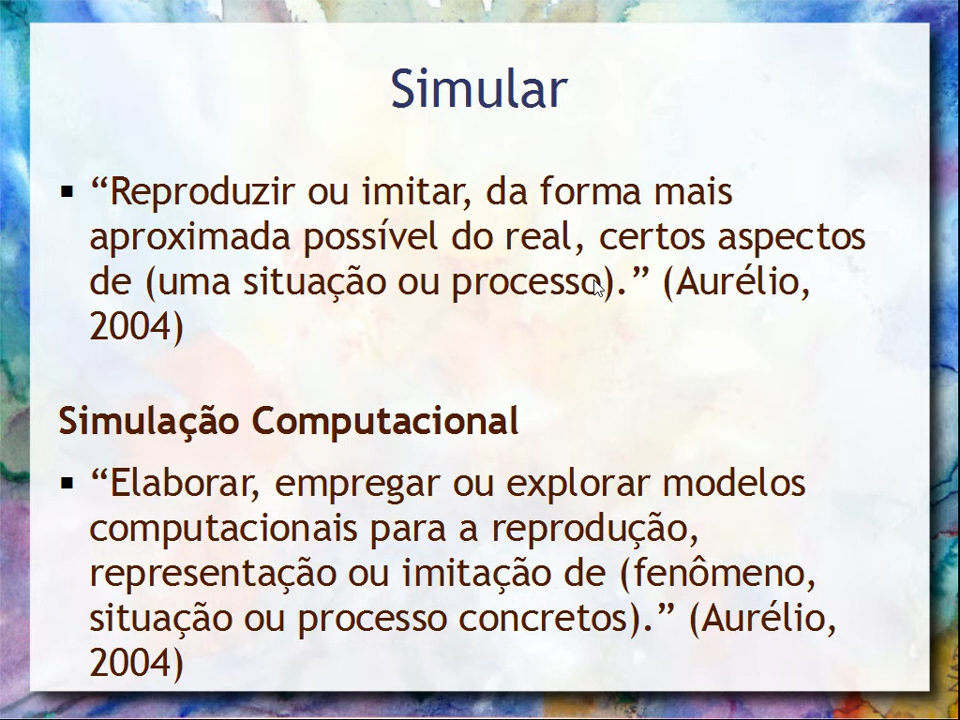 Simular
▪ “Reproduzir ou imitar, da forma mais
aproximada possível do real, certos aspectos
de (uma situação ou processo).” (Aurélio,
2004)
Simulação Computacional
▪ “Elaborar, empregar ou explorar modelos
computacionais para a reprodução,
representação ou imitação de (fenômeno,
situação ou processo concretos).” (Aurélio,
2004)